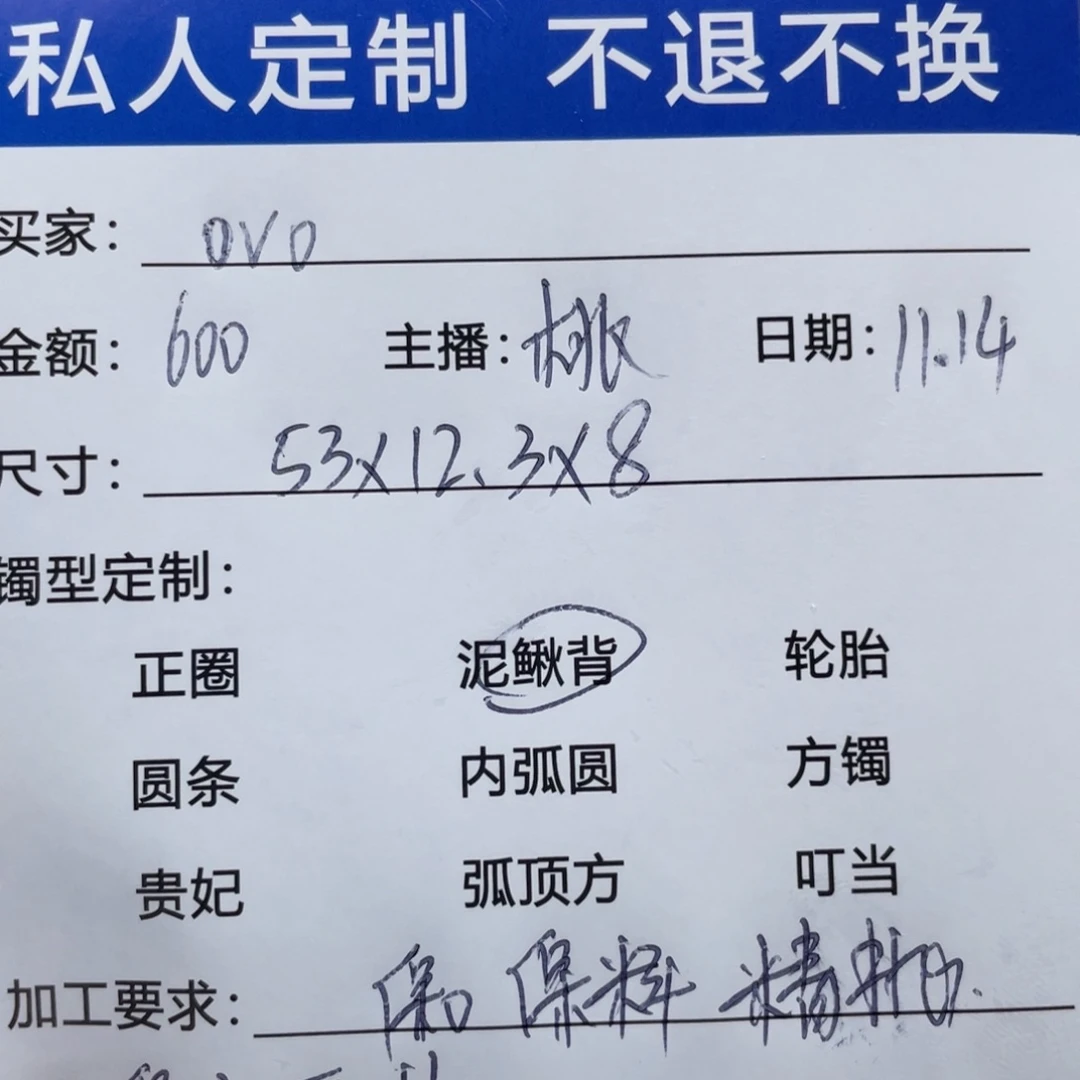 私人定制 不退不换
买家: OVO
金额: 600 主播: 桃 日期: 11.14
尺寸: 53x12.3x8
镯型定制:
正圈 泥鳅背 轮胎
圆条 内弧圆 方镯
贵妃 弧顶方 叮当
加工要求: 保料 精抛.